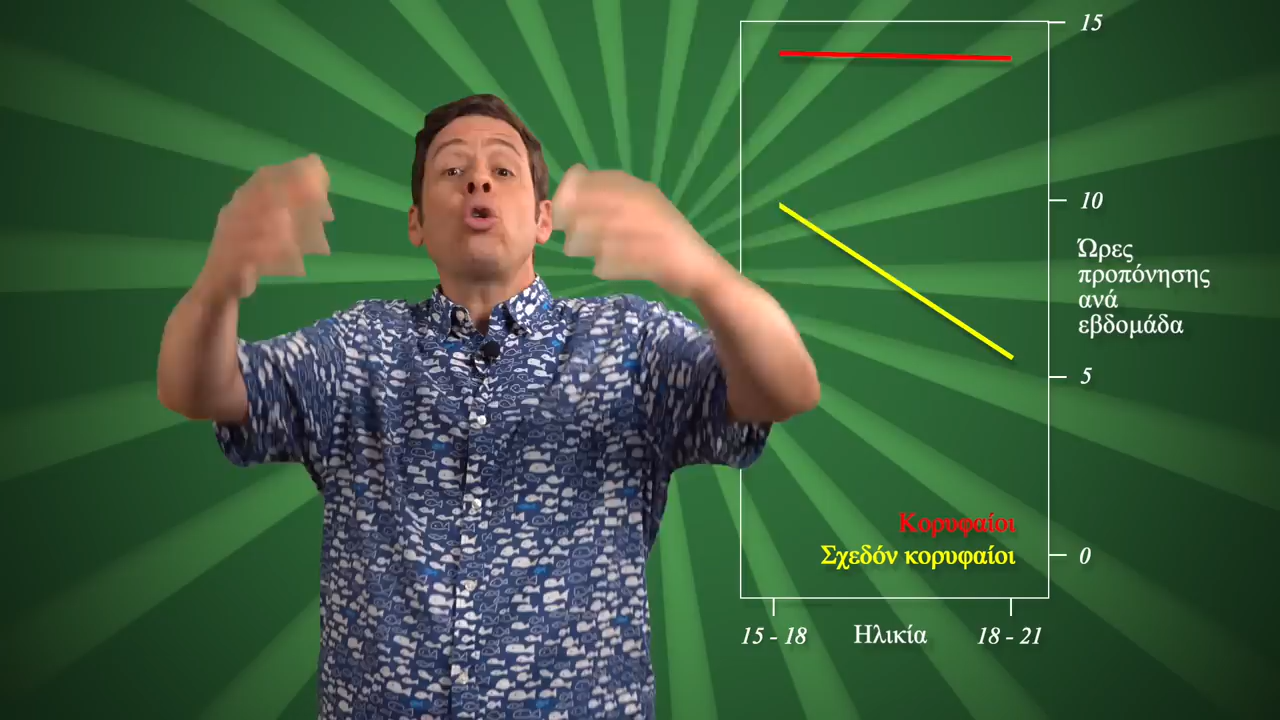 15
10
Ώρες
προπόνησης
ανά
εβδομάδα
5
Κορυφαίοι
Σχεδόν κορυφαίοι
0
15 - 18 Ηλικία 18 - 21